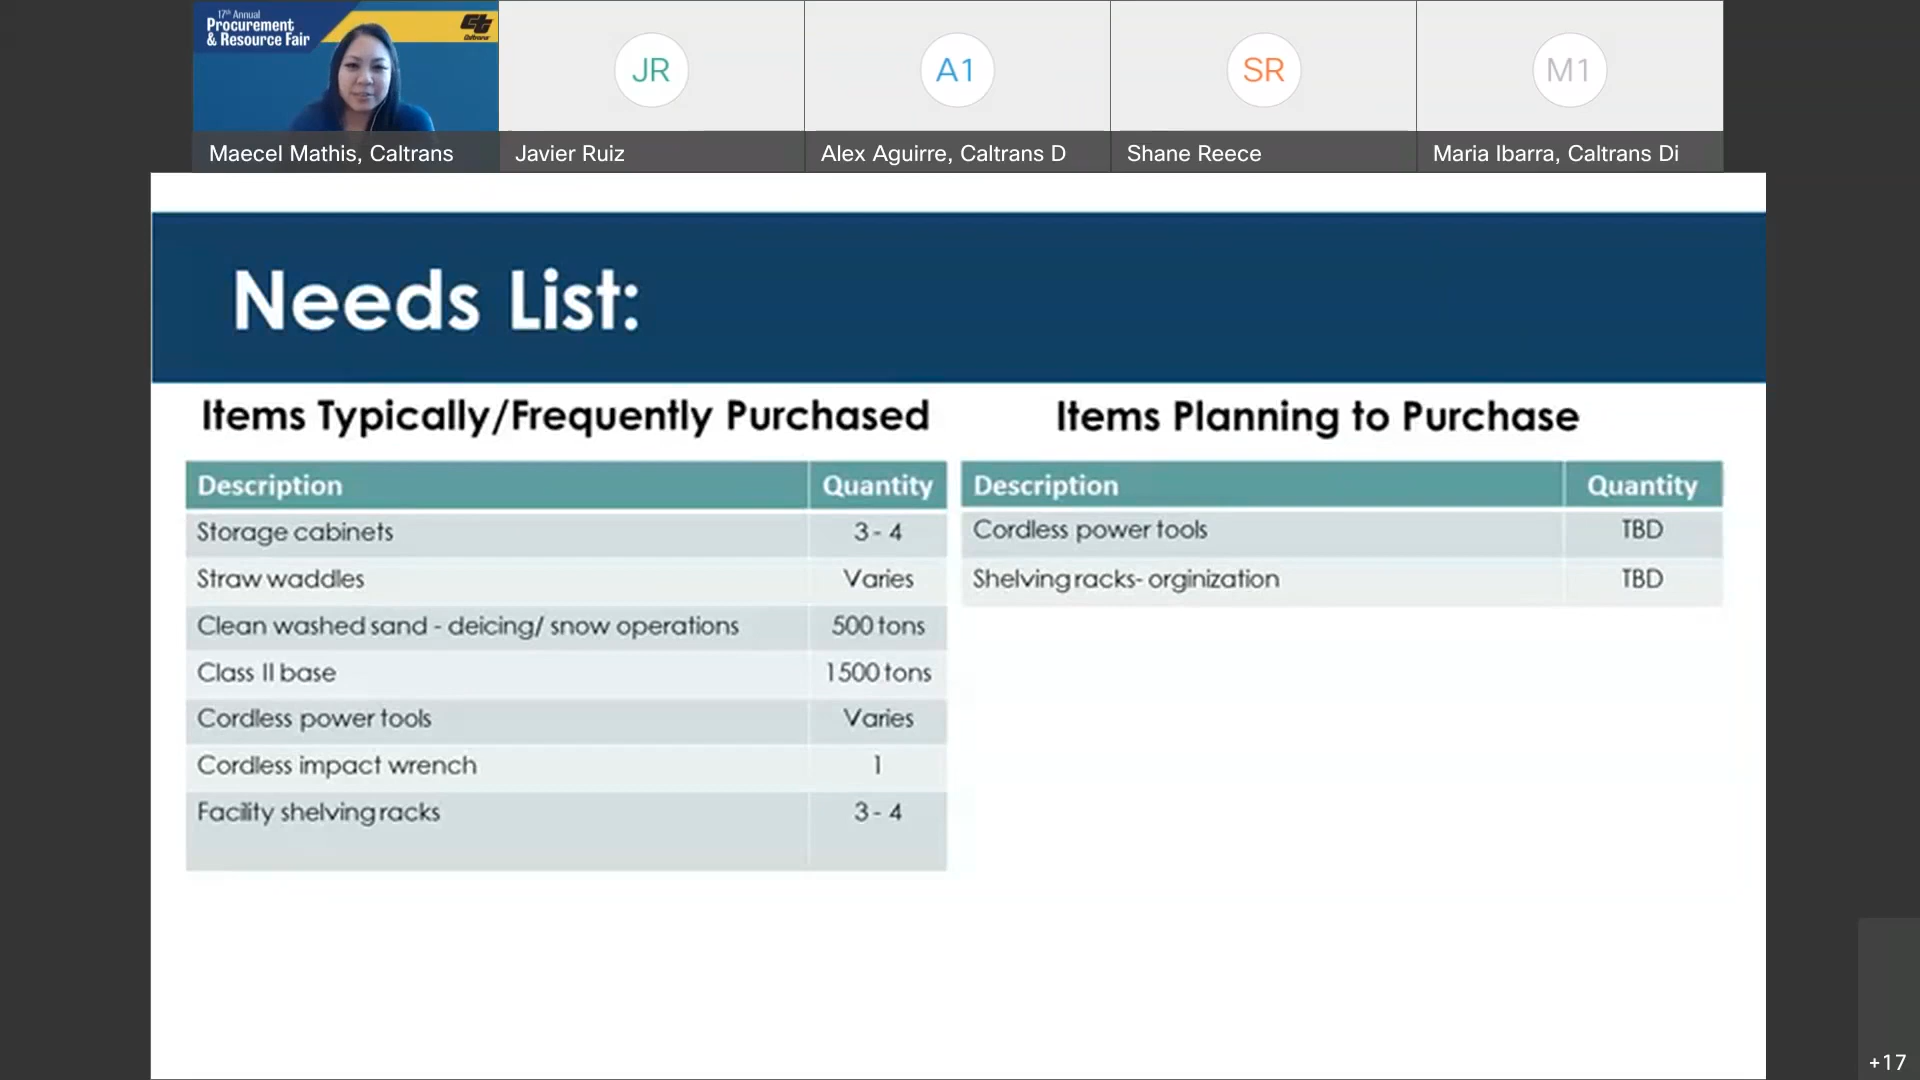 17th Annual
Procurement
& Resource Fair
Caltrans
JR
A1
SR
M1
Maecel Mathis, Caltrans
Javier Ruiz
Alex Aguirre, Caltrans D
Shane Reece
Maria Ibarra, Caltrans Di
Needs List:
Items Typically/Frequently Purchased
Description Quantity
Storage cabinets 3 - 4
Straw waddles Varies
Clean washed sand - deicing/ snow operations 500 tons
Class II base 1500 tons
Cordless power tools Varies
Cordless impact wrench 1
Facility shelving racks 3 - 4
Items Planning to Purchase
Description Quantity
Cordless power tools TBD
Shelving racks- orginization TBD
+17